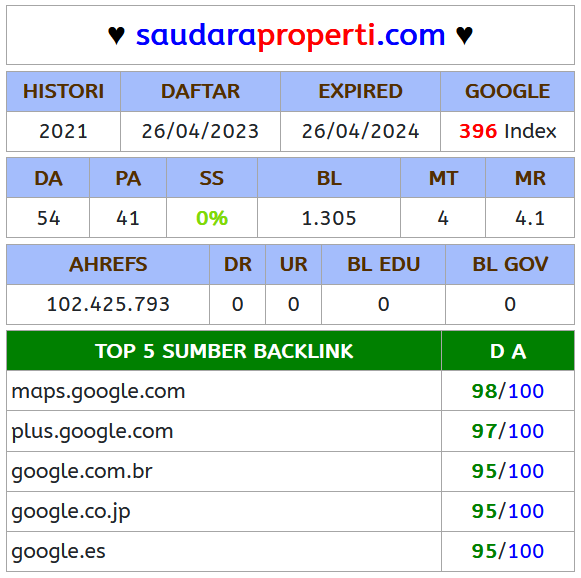 ♥ saudaraproperti.com ♥
HISTORI DAFTAR EXPIRED GOOGLE
2021 26/04/2023 26/04/2024 396 Index
DA PA SS BL MT MR
54 41 0% 1.305 4 4.1
AHREFS DR UR BL EDU BL GOV
102.425.793 0 0 0 0
TOP 5 SUMBER BACKLINK D A
maps.google.com 98/100
plus.google.com 97/100
google.com.br 95/100
google.co.jp 95/100
google.es 95/100